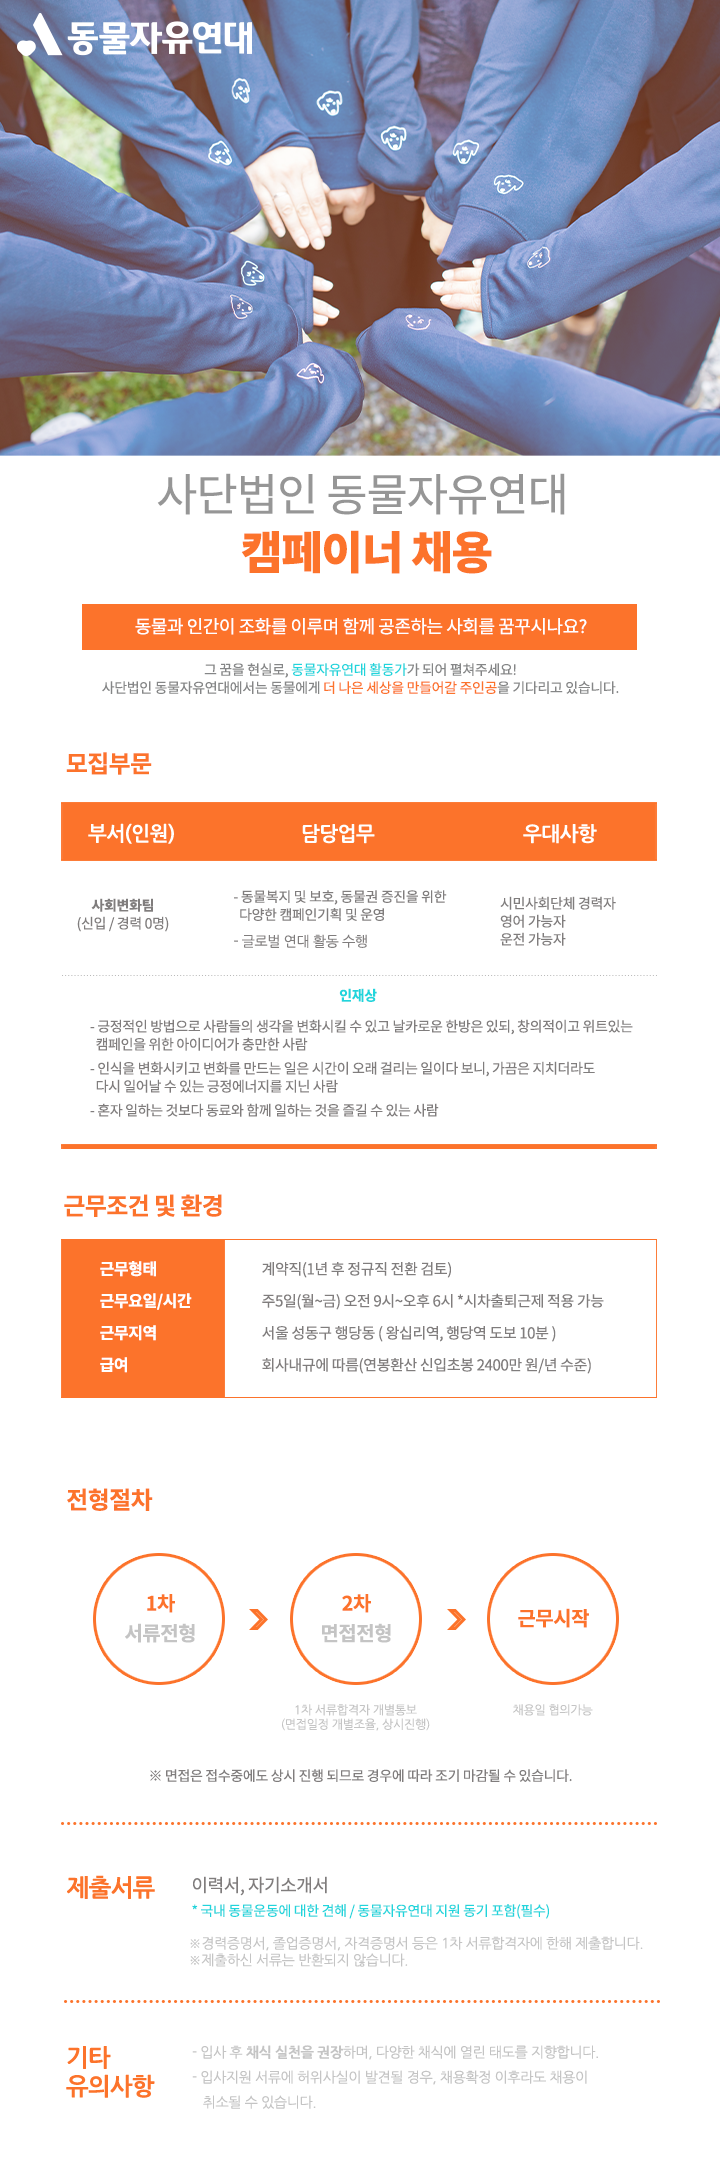 동물자유연대
사단법인 동물자유연대
캠페이너 채용
동물과 인간이 조화를 이루며 함께 공존하는 사회를 꿈꾸시나요?
그 꿈을 현실로, 동물자유연대 활동가가 되어 펼쳐주세요!
사단법인 동물자유연대에서는 동물에게 더 나은 세상을 만들어갈 주인공을 기다리고 있습니다.
모집부문
부서(인원) 담당업무 우대사항
사회변화팀
(신입 / 경력 0명)
- 동물복지 및 보호, 동물권 증진을 위한
다양한 캠페인기획 및 운영
- 글로벌 연대 활동 수행
시민사회단체 경력자
영어 가능자
운전 가능자
인재상
- 긍정적인 방법으로 사람들의 생각을 변화시킬 수 있고 날카로운 한방은 있되, 창의적이고 위트있는
캠페인을 위한 아이디어가 충만한 사람
- 인식을 변화시키고 변화를 만드는 일은 시간이 오래 걸리는 일이다 보니, 가끔은 지치더라도
다시 일어날 수 있는 긍정에너지를 지닌 사람
- 혼자 일하는 것보다 동료와 함께 일하는 것을 즐길 수 있는 사람
근무조건 및 환경
근무형태 계약직(1년 후 정규직 전환 검토)
근무요일/시간 주5일(월~금) 오전 9시~오후 6시 *시차출퇴근제 적용 가능
근무지역 서울 성동구 행당동 ( 왕십리역, 행당역 도보 10분 )
급여 회사내규에 따름(연봉환산 신입초봉 2400만 원/년 수준)
전형절차
1차
서류전형
2차
면접전형
근무시작
1차 서류합격자 개별통보
(면접일정 개별조율, 상시진행)
채용일 협의가능
※ 면접은 접수중에도 상시 진행 되므로 경우에 따라 조기 마감될 수 있습니다.
제출서류 이력서, 자기소개서
* 국내 동물운동에 대한 견해 / 동물자유연대 지원 동기 포함(필수)
※경력증명서, 졸업증명서, 자격증명서 등은 1차 서류합격자에 한해 제출합니다.
※제출하신 서류는 반환되지 않습니다.
기타
유의사항
- 입사 후 채식 실천을 권장하며, 다양한 채식에 열린 태도를 지향합니다.
- 입사지원 서류에 허위사실이 발견될 경우, 채용확정 이후라도 채용이
취소될 수 있습니다.